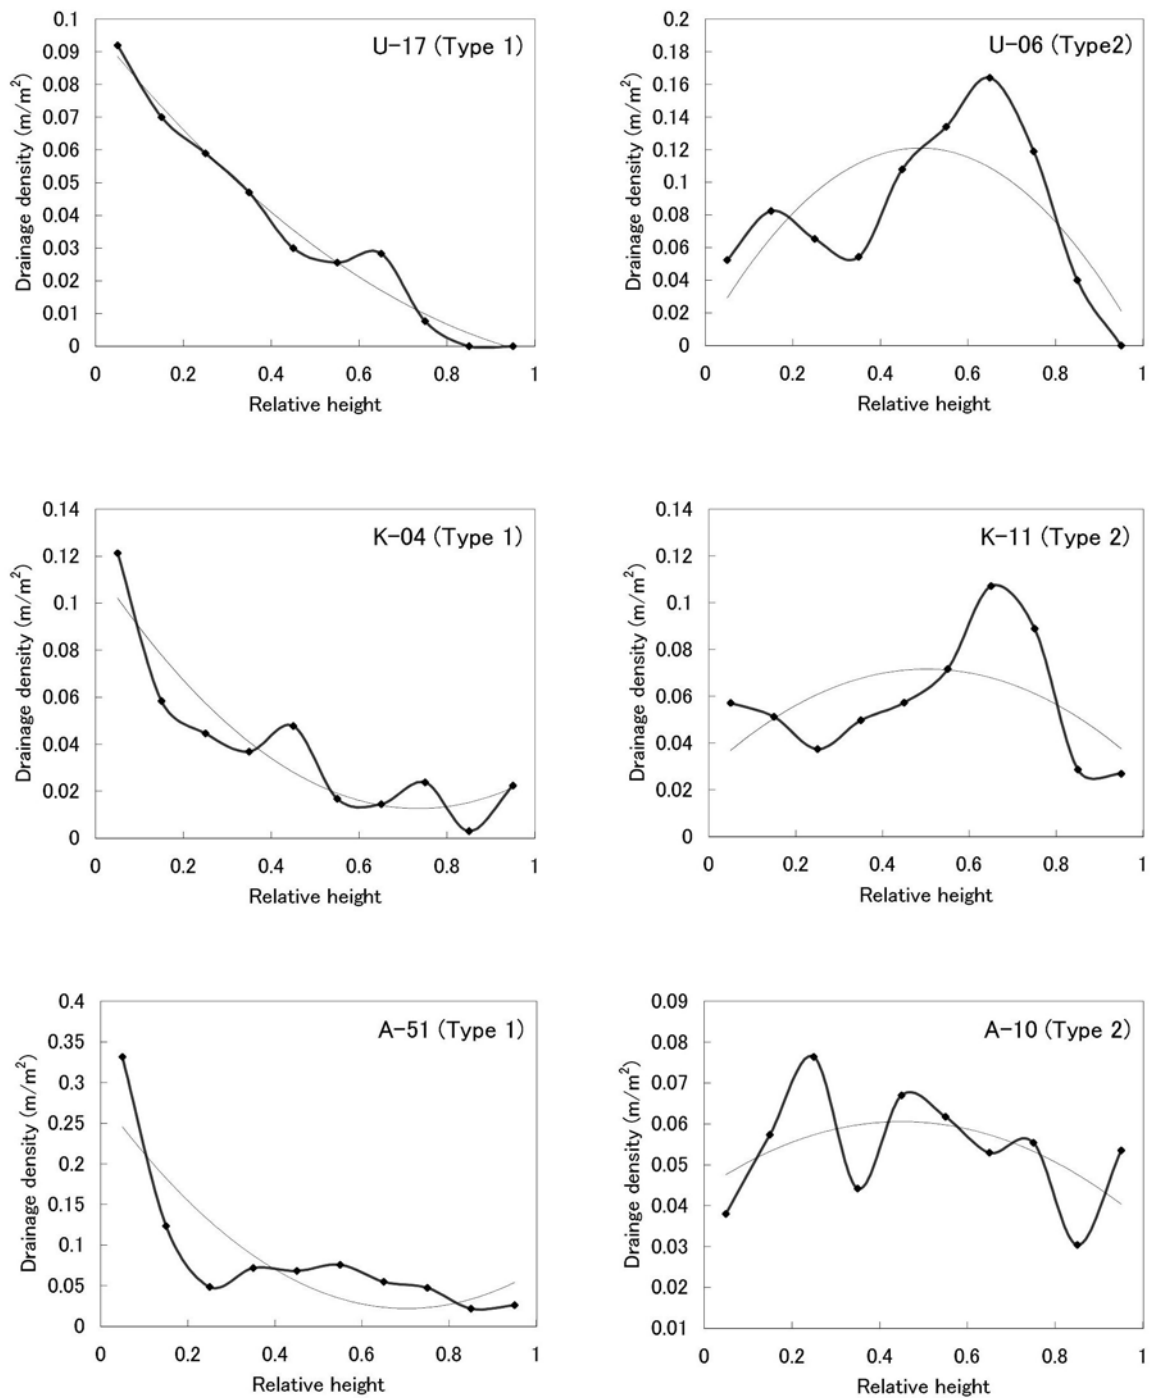 U-17 (Type 1)
Drainage density (m/m²)
0.1
0.09
0.08
0.07
0.06
0.05
0.04
0.03
0.02
0.01
0
0 0.2 0.4 0.6 0.8 1
Relative height
U-06 (Type2)
Drainage density (m/m²)
0.2
0.18
0.16
0.14
0.12
0.1
0.08
0.06
0.04
0.02
0
0 0.2 0.4 0.6 0.8 1
Relative height
K-04 (Type 1)
Drainage density (m/m²)
0.14
0.12
0.1
0.08
0.06
0.04
0.02
0
0 0.2 0.4 0.6 0.8 1
Relative height
K-11 (Type 2)
Drainage density (m/m²)
0.14
0.12
0.1
0.08
0.06
0.04
0.02
0
0 0.2 0.4 0.6 0.8 1
Relative height
A-51 (Type 1)
Drainage density (m/m²)
0.4
0.35
0.3
0.25
0.2
0.15
0.1
0.05
0
0 0.2 0.4 0.6 0.8 1
Relative height
A-10 (Type 2)
Drainge density (m/m²)
0.09
0.08
0.07
0.06
0.05
0.04
0.03
0.02
0.01
0 0.2 0.4 0.6 0.8 1
Relative height